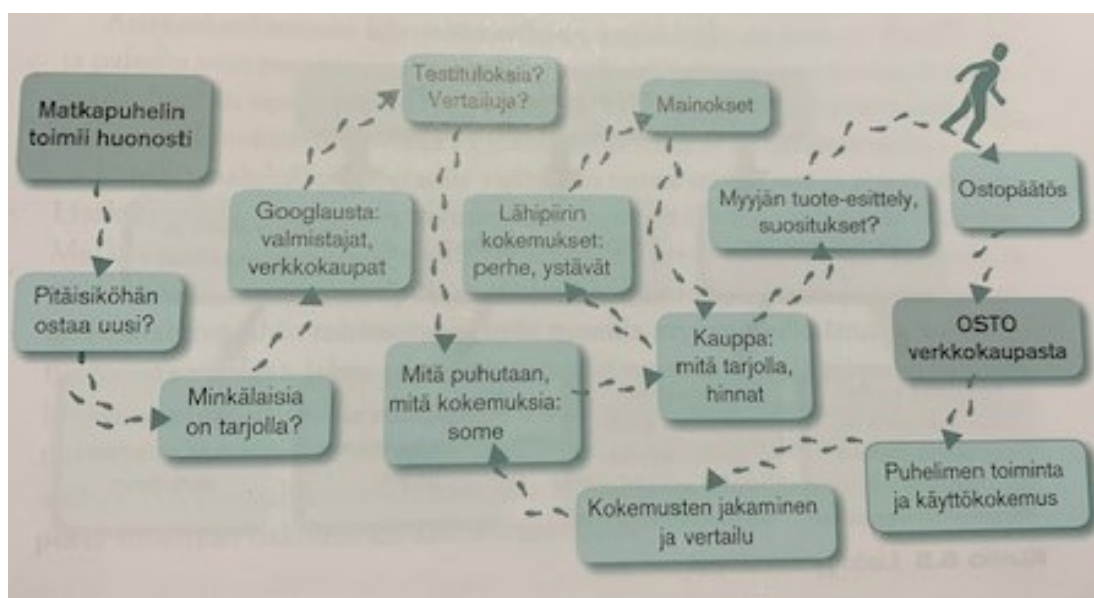 Matkapuhelin
toimii huonosti
Pitäisiköhän
ostaa uusi?
Minkälaisia
on tarjolla?
Googlausta:
valmistajat,
verkkokaupat
Testituloksia?
Vertailuja?
Mitä puhutaan,
mitä kokemuksia:
some
Kauppa:
mitä tarjolla,
hinnat
Lähipiirin
kokemukset:
perhe, ystävät
Mainokset
Myyjän tuote-esittely,
suositukset?
Ostopäätös
OSTO
verkkokaupasta
Puhelimen toiminta
ja käyttökokemus
Kokemusten jakaminen
ja vertailu